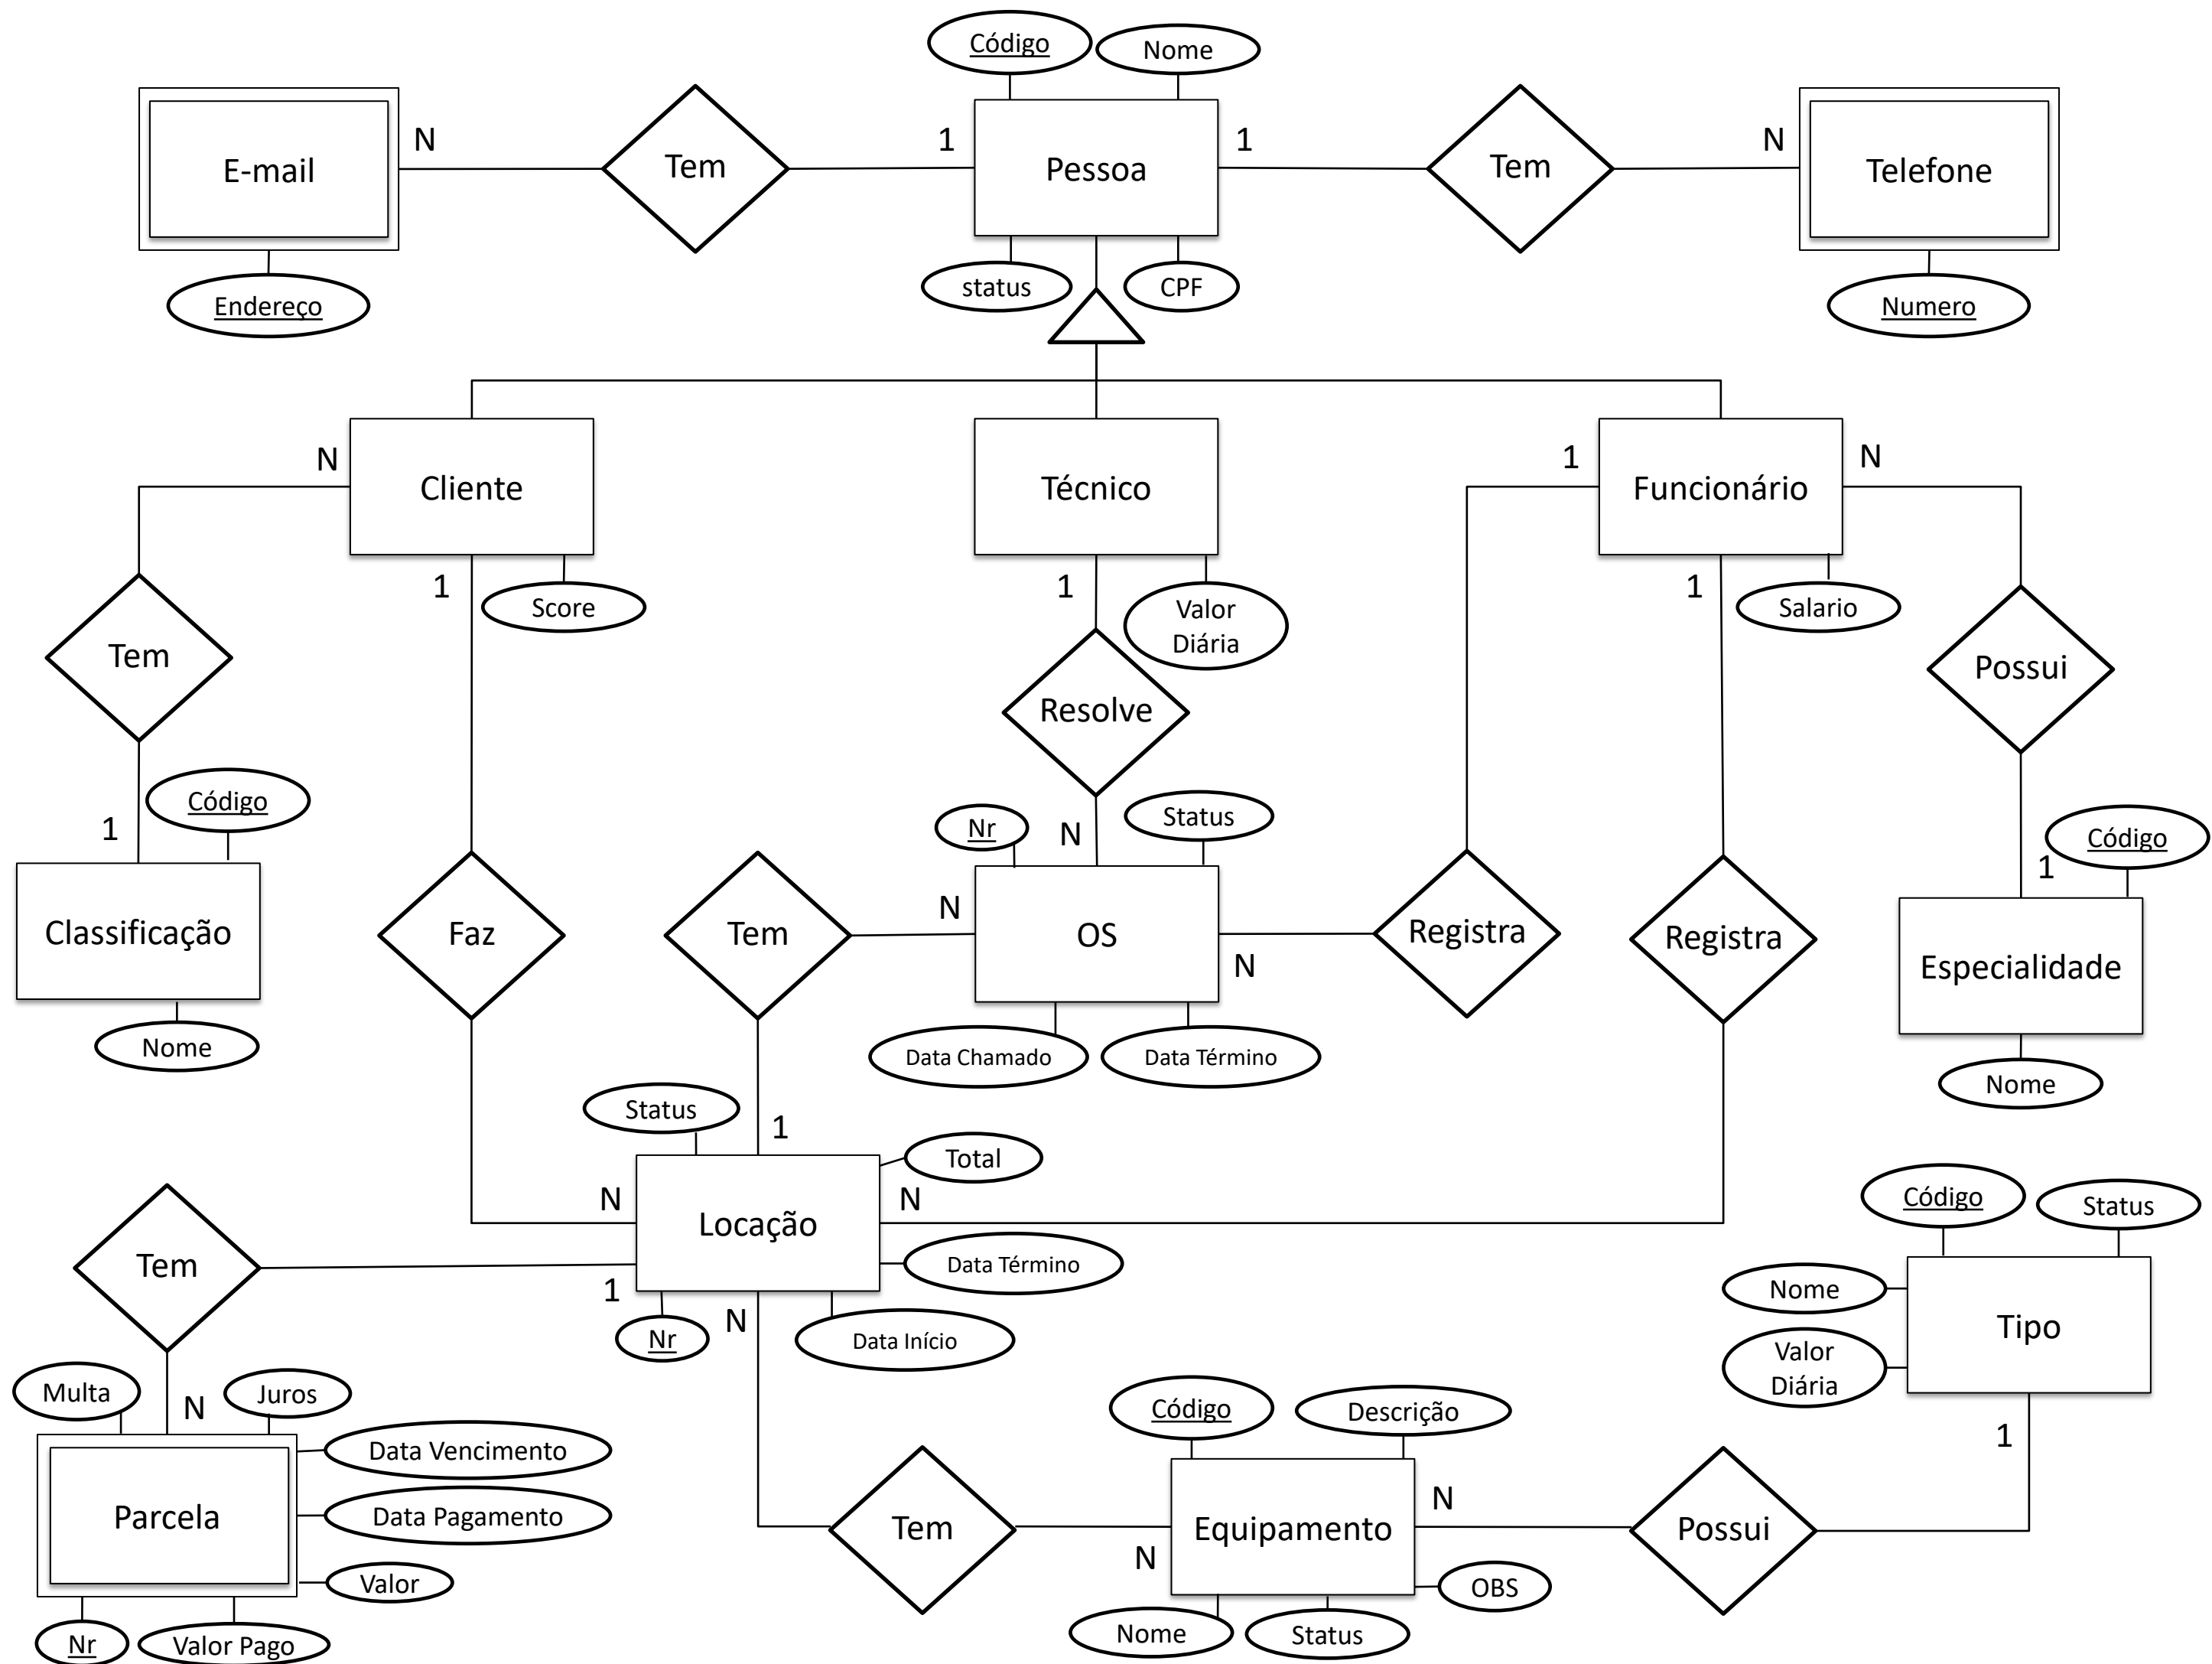 Código
Nome
N
1
1
N
E-mail
Tem
Pessoa
Tem
Telefone
Endereço
status
CPF
Numero
N
Cliente
Técnico
1
Funcionário
N
1
Score
1
Valor
Diária
1
Salario
Tem
Resolve
Possui
Código
1
Nr
N
Status
Código
1
Classificação
Faz
Tem
N
OS
N
Registra
Registra
Especialidade
Nome
Data Chamado
Data Término
Nome
Status
1
Total
N
Locação
N
Código
Status
Tem
1
Nr
N
Data Término
Data Início
Nome
Valor
Diária
Tipo
1
Multa
N
Juros
Data Vencimento
Parcela
Data Pagamento
Valor
Nr
Valor Pago
Código
Descrição
Tem
N
Equipamento
N
Possui
OBS
Nome
Status